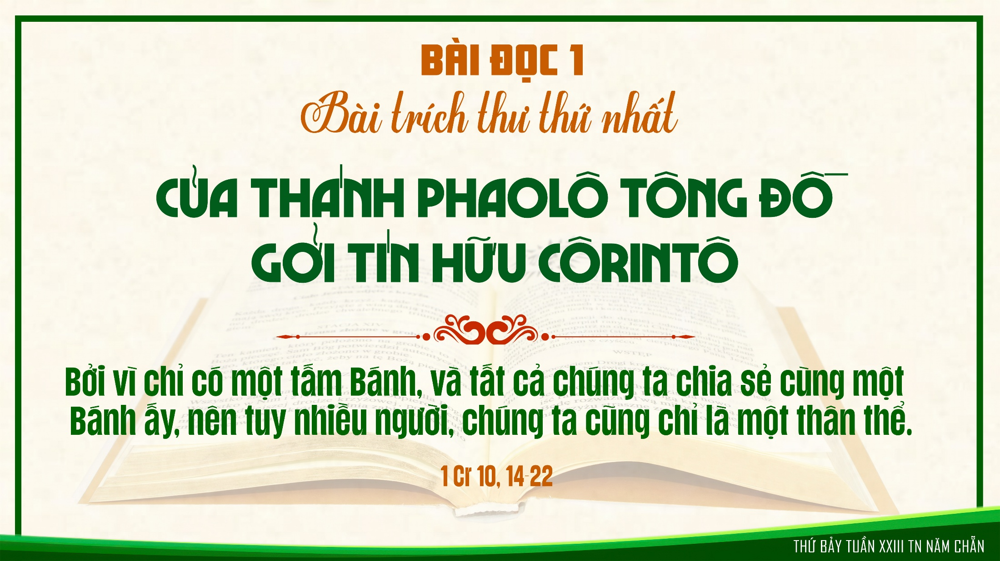 BÀI ĐỌC 1
Bài trích thư thứ nhất
CỦA THÁNH PHAOLÔ TÔNG ĐỒ
GỞI TÍN HỮU CÔRINTÔ
Bởi vì chỉ có một tấm Bánh, và tất cả chúng ta chia sẻ cùng một
Bánh ấy, nên tuy nhiều người, chúng ta cũng chỉ là một thân thể.
1 Cr 10, 14-22
THỨ BẢY TUẦN XXIII TN NĂM CHẴN